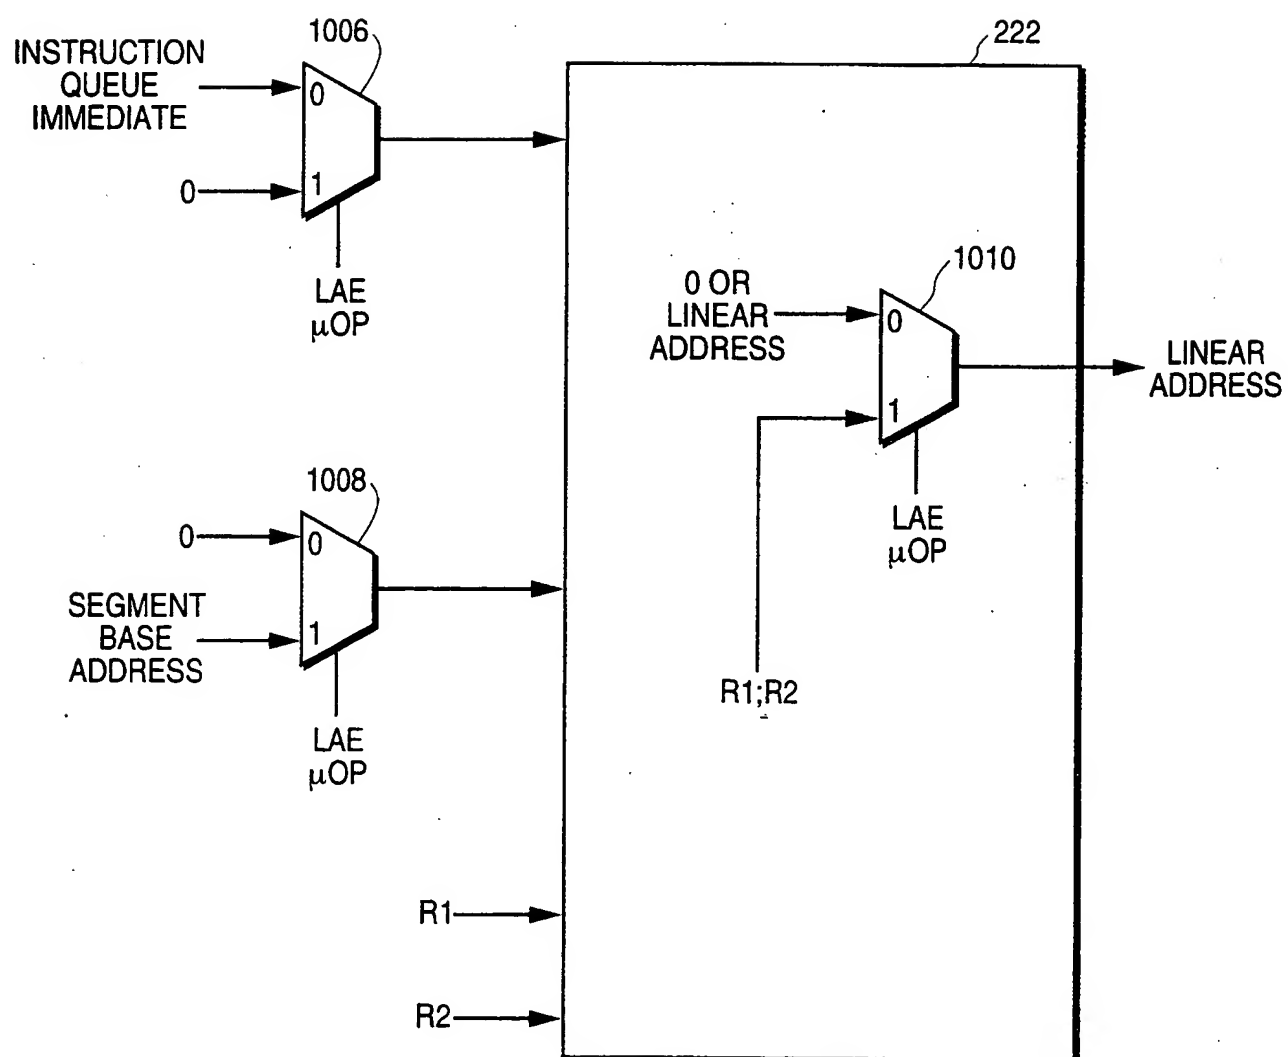 1006
222
INSTRUCTION
QUEUE
IMMEDIATE
0
0
1
LAE
µOP
1010
0 OR
LINEAR
ADDRESS
0
1
LINEAR
ADDRESS
LAE
µOP
R1;R2
1008
0
0
SEGMENT
BASE
ADDRESS
1
LAE
µOP
R1
R2